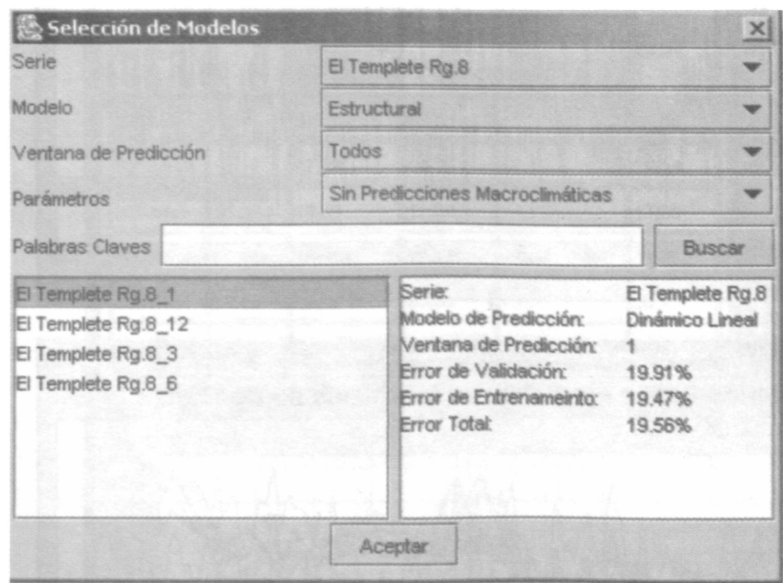 Selección de Modelos
Serie El Templete Rg.8
Modelo Estructural
Ventana de Predicción Todos
Parámetros Sin Predicciones Macroclimáticas
Palabras Claves Buscar
El Templete Rg.8_1
El Templete Rg.8_12
El Templete Rg.8_3
El Templete Rg.8_6
Serie: El Templete Rg.8
Modelo de Predicción: Dinámico Lineal
Ventana de Predicción: 1
Error de Validación: 19.91%
Error de Entrenameinto: 19.47%
Error Total: 19.56%
Aceptar